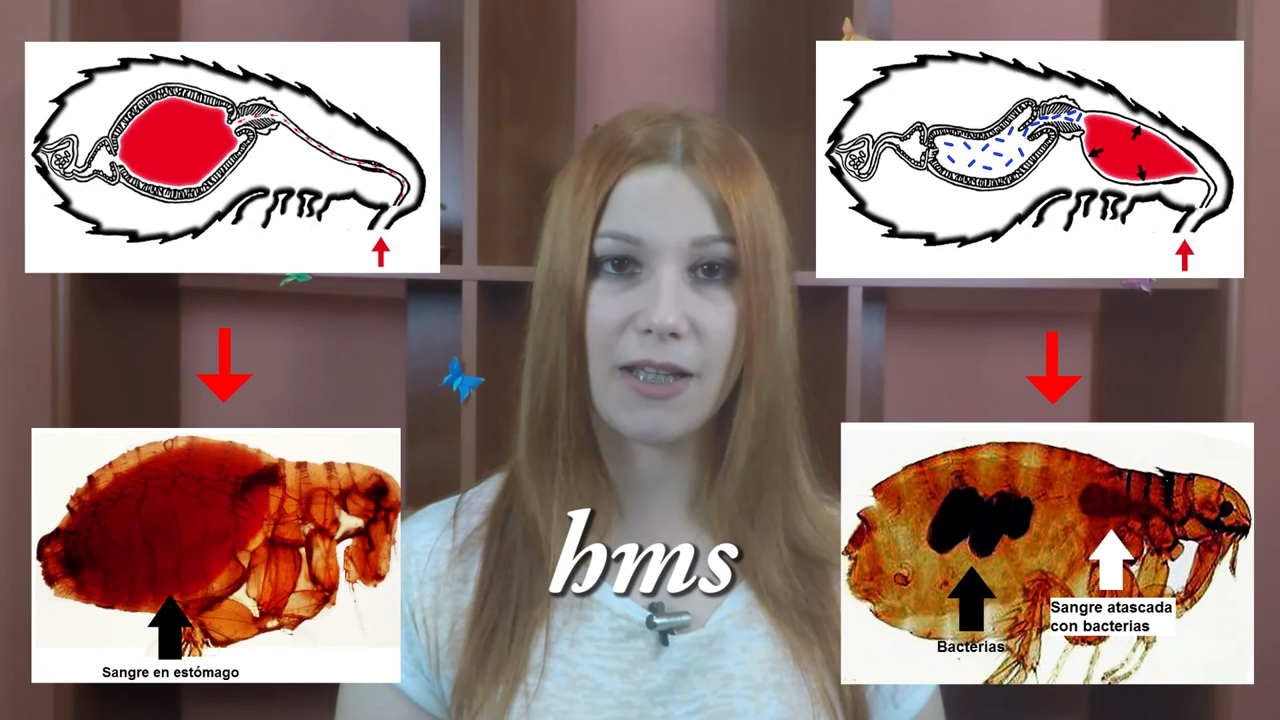 hms
Sangre en estómago
Bacterias
Sangre atascada
con bacterias